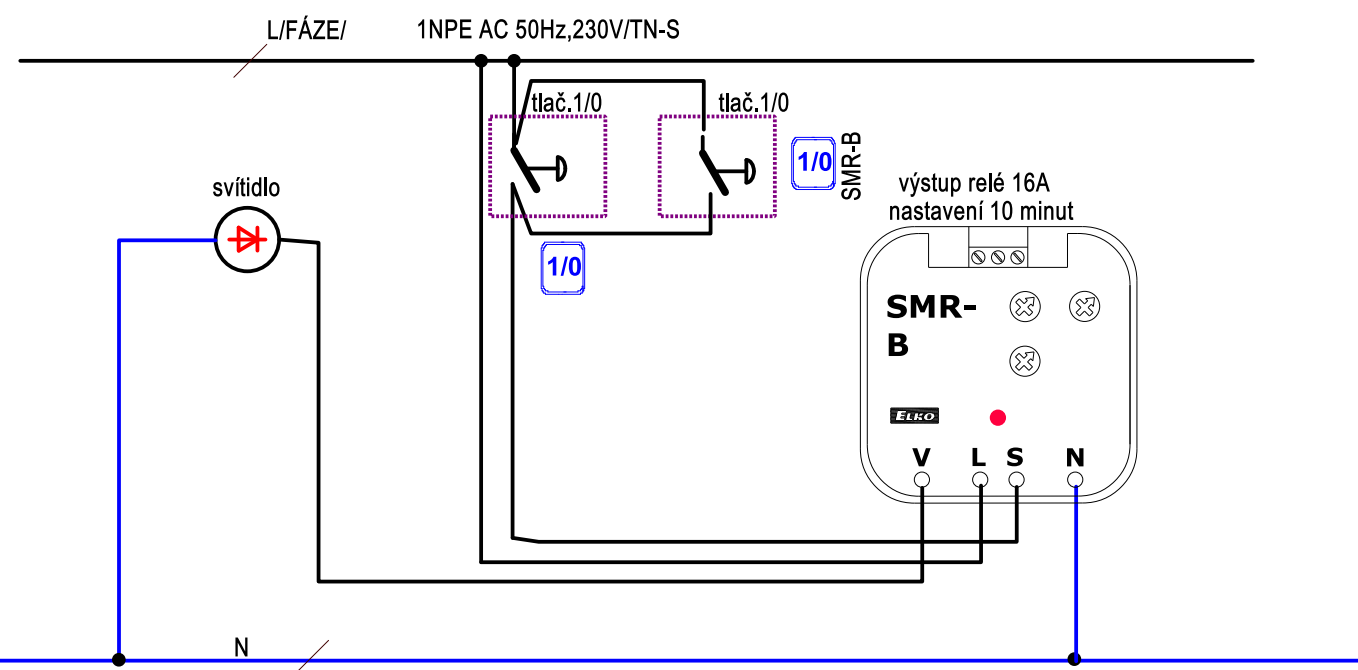 L/FÁZE/
1NPE AC 50Hz,230V/TN-S
tlač.1/0
tlač.1/0
1/0
SMR-B
svítidlo
1/0
výstup relé 16A
nastavení 10 minut
SMR-
B
ELKO
V L S N
N